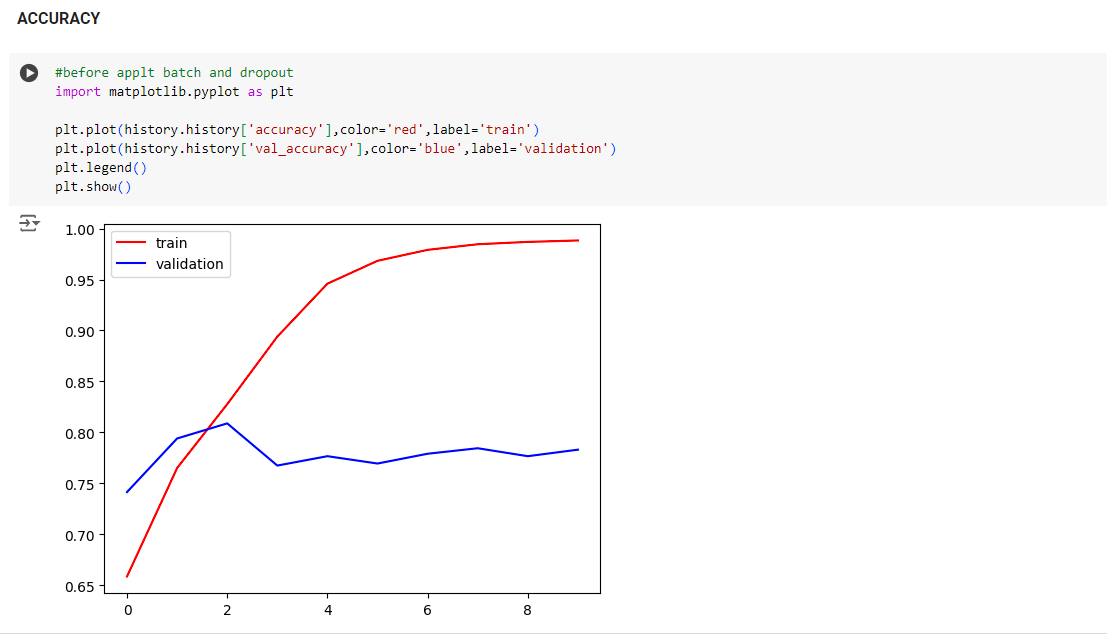 ACCURACY
#before applt batch and dropout
import matplotlib.pyplot as plt
plt.plot(history.history['accuracy'],color='red',label='train')
plt.plot(history.history['val_accuracy'],color='blue',label='validation')
plt.legend()
plt.show()
train
validation
1.00
0.95
0.90
0.85
0.80
0.75
0.70
0.65
0 2 4 6 8